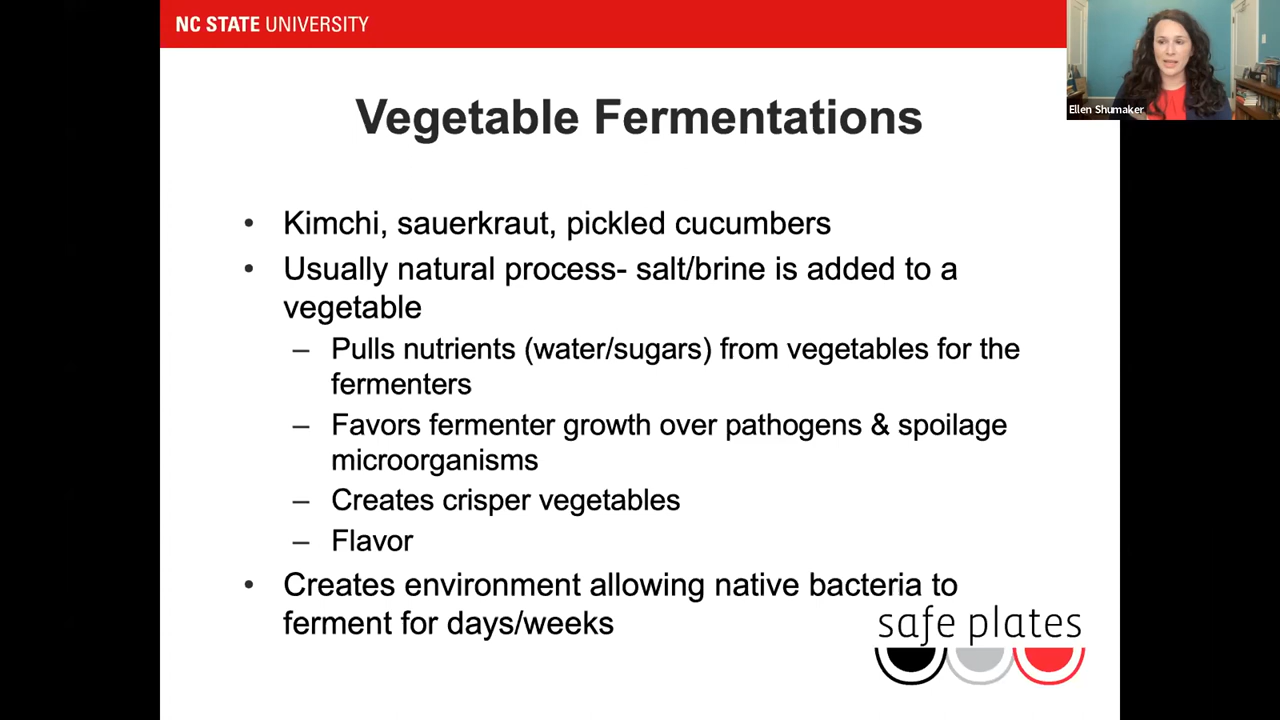 NC STATE UNIVERSITY
Ellen Shumaker
Vegetable Fermentations
• Kimchi, sauerkraut, pickled cucumbers
• Usually natural process- salt/brine is added to a
vegetable
– Pulls nutrients (water/sugars) from vegetables for the
fermenters
– Favors fermenter growth over pathogens & spoilage
microorganisms
– Creates crisper vegetables
– Flavor
• Creates environment allowing native bacteria to
ferment for days/weeks
safe plates